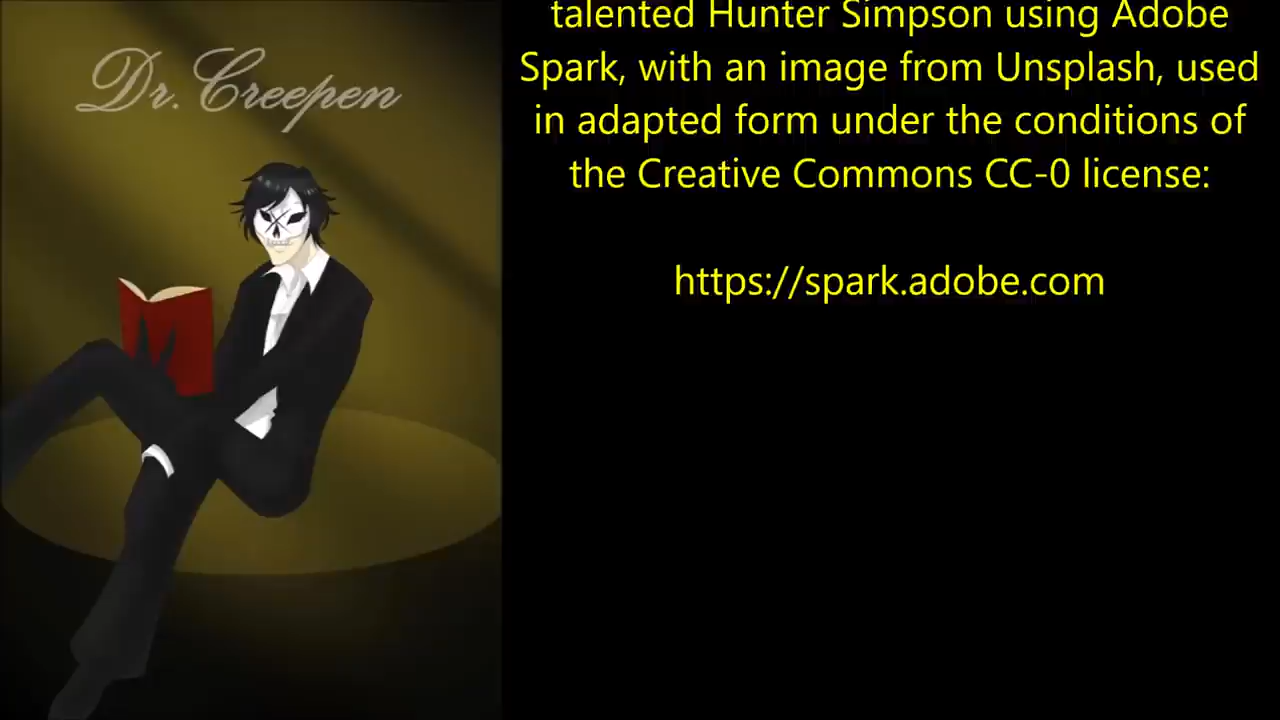 Dr. Creepen
talented Hunter Simpson using Adobe
Spark, with an image from Unsplash, used
in adapted form under the conditions of
the Creative Commons CC-0 license:
https://spark.adobe.com